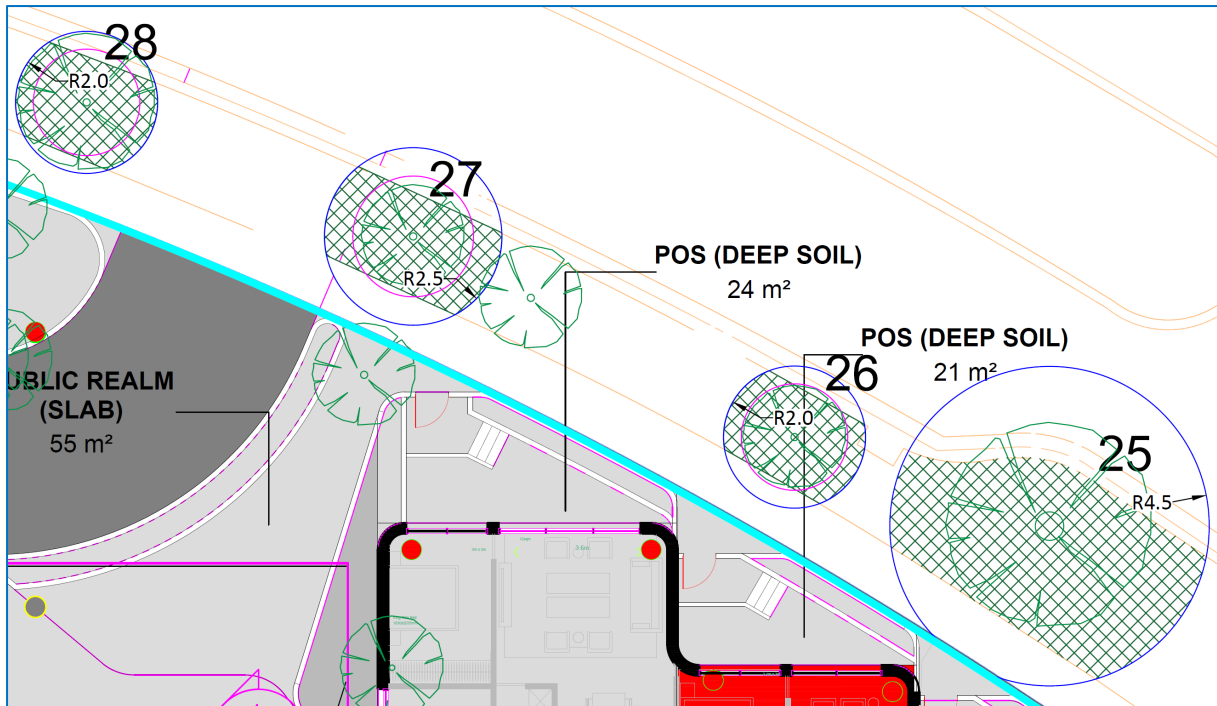 28
R2.0
27
R2.5
POS (DEEP SOIL)
24 m²
POS (DEEP SOIL)
21 m²
26
R2.0
25
R4.5
UBLIC REALM
(SLAB)
55 m²